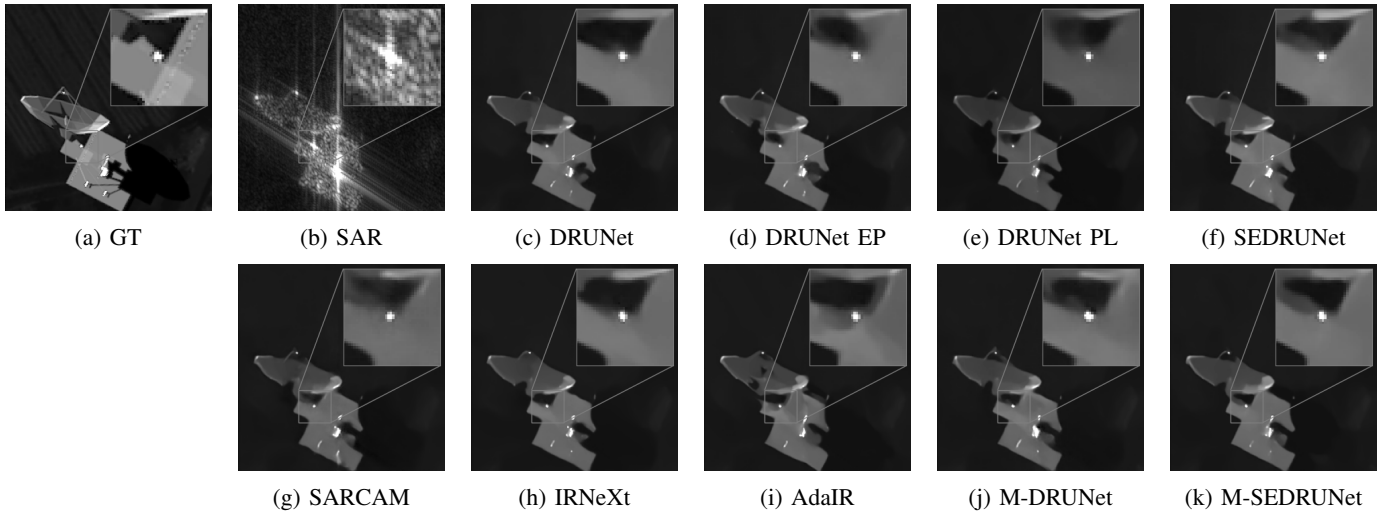 (a) GT
(b) SAR
(c) DRUNet
(d) DRUNet EP
(e) DRUNet PL
(f) SEDRUNet
(g) SARCAM
(h) IRNeXt
(i) AdaIR
(j) M-DRUNet
(k) M-SEDRUNet